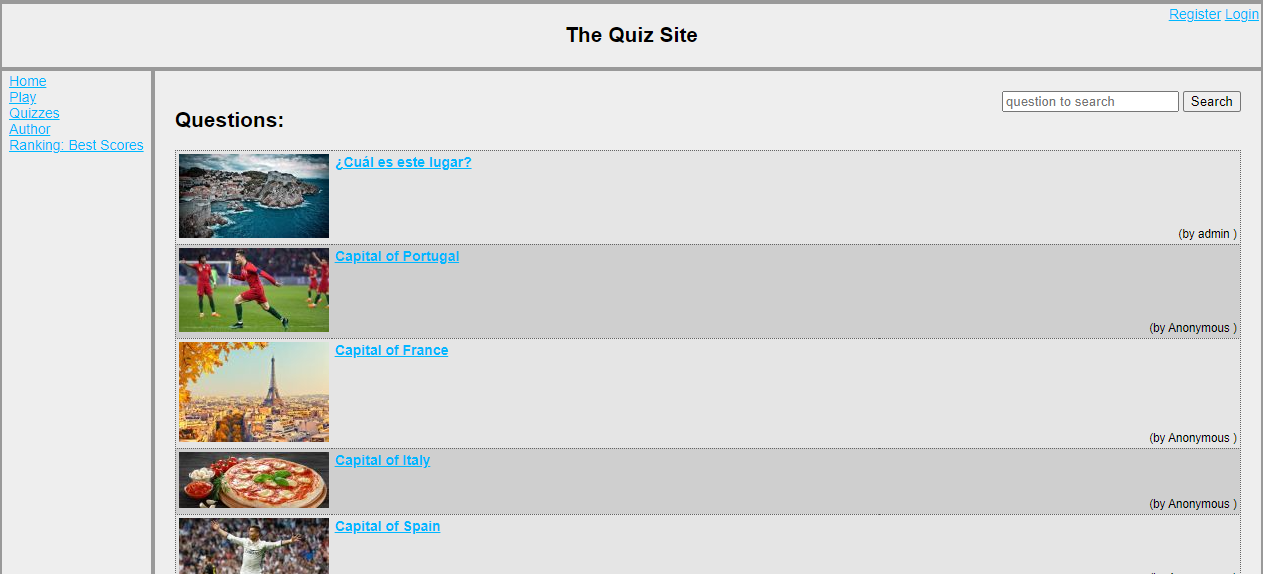 Register Login
The Quiz Site
Home
Play
Quizzes
Author
Ranking: Best Scores
question to search Search
Questions:
¿Cuál es este lugar?
(by admin )
Capital of Portugal
(by Anonymous )
Capital of France
(by Anonymous )
Capital of Italy
(by Anonymous )
Capital of Spain